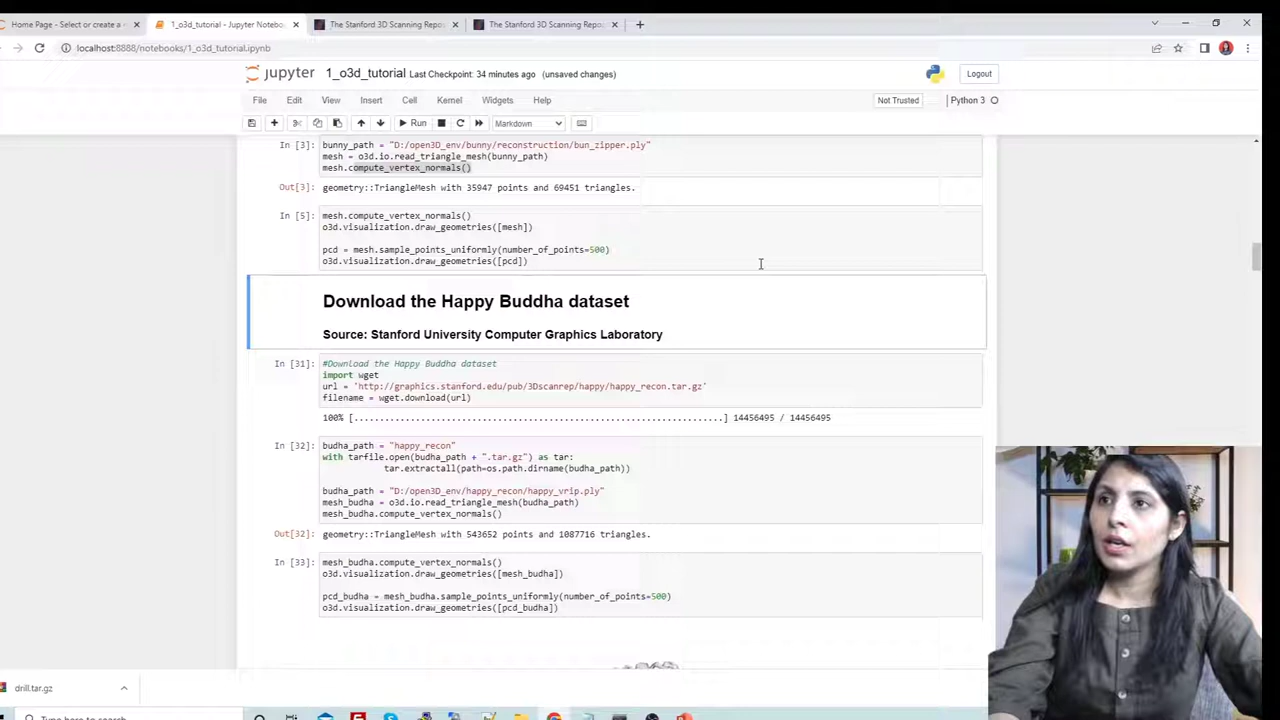 Home Page - Select or create a n
1_o3d_tutorial - Jupyter Notebo
The Stanford 3D Scanning Repo
The Stanford 3D Scanning Repo
localhost:8888/notebooks/1_o3d_tutorial.ipynb
jupyter 1_o3d_tutorial Last Checkpoint: 34 minutes ago (unsaved changes)
Logout
File Edit View Insert Cell Kernel Widgets Help
Not Trusted
Python 3
Run
Markdown
In [3]: bunny_path = "D:/open3D_env/bunny/reconstruction/bun_zipper.ply"
mesh = o3d.io.read_triangle_mesh(bunny_path)
mesh.compute_vertex_normals()
Out[3]: geometry::TriangleMesh with 35947 points and 69451 triangles.
In [5]: mesh.compute_vertex_normals()
o3d.visualization.draw_geometries([mesh])
pcd = mesh.sample_points_uniformly(number_of_points=500)
o3d.visualization.draw_geometries([pcd])
Download the Happy Buddha dataset
Source: Stanford University Computer Graphics Laboratory
In [31]: #Download the Happy Buddha dataset
import wget
url = 'http://graphics.stanford.edu/pub/3Dscanrep/happy/happy_recon.tar.gz'
filename = wget.download(url)
100% [........................................................................] 14456495 / 14456495
In [32]: budha_path = "happy_recon"
with tarfile.open(budha_path + ".tar.gz") as tar:
tar.extractall(path=os.path.dirname(budha_path))
budha_path = "D:/open3D_env/happy_recon/happy_vrip.ply"
mesh_budha = o3d.io.read_triangle_mesh(budha_path)
mesh_budha.compute_vertex_normals()
Out[32]: geometry::TriangleMesh with 543652 points and 1087716 triangles.
In [33]: mesh_budha.compute_vertex_normals()
o3d.visualization.draw_geometries([mesh_budha])
pcd_budha = mesh_budha.sample_points_uniformly(number_of_points=500)
o3d.visualization.draw_geometries([pcd_budha])
drill.tar.gz
Type here to search